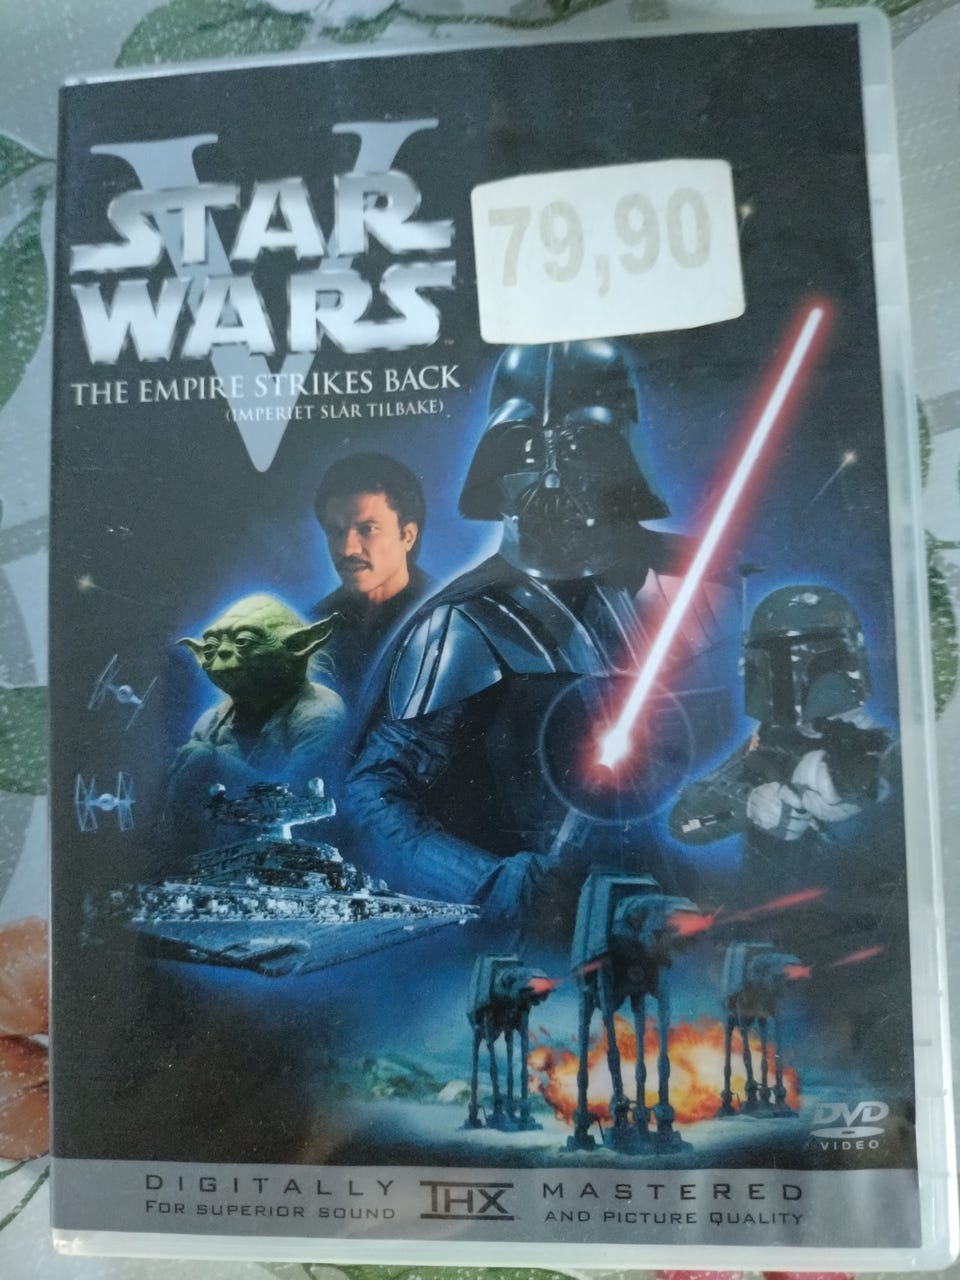 V
STAR
WARS
THE EMPIRE STRIKES BACK
(IMPERIET SLÅR TILBAKE)
79,90
DVD
VIDEO
DIGITALLY THX MASTERED
FOR SUPERIOR SOUND AND PICTURE QUALITY